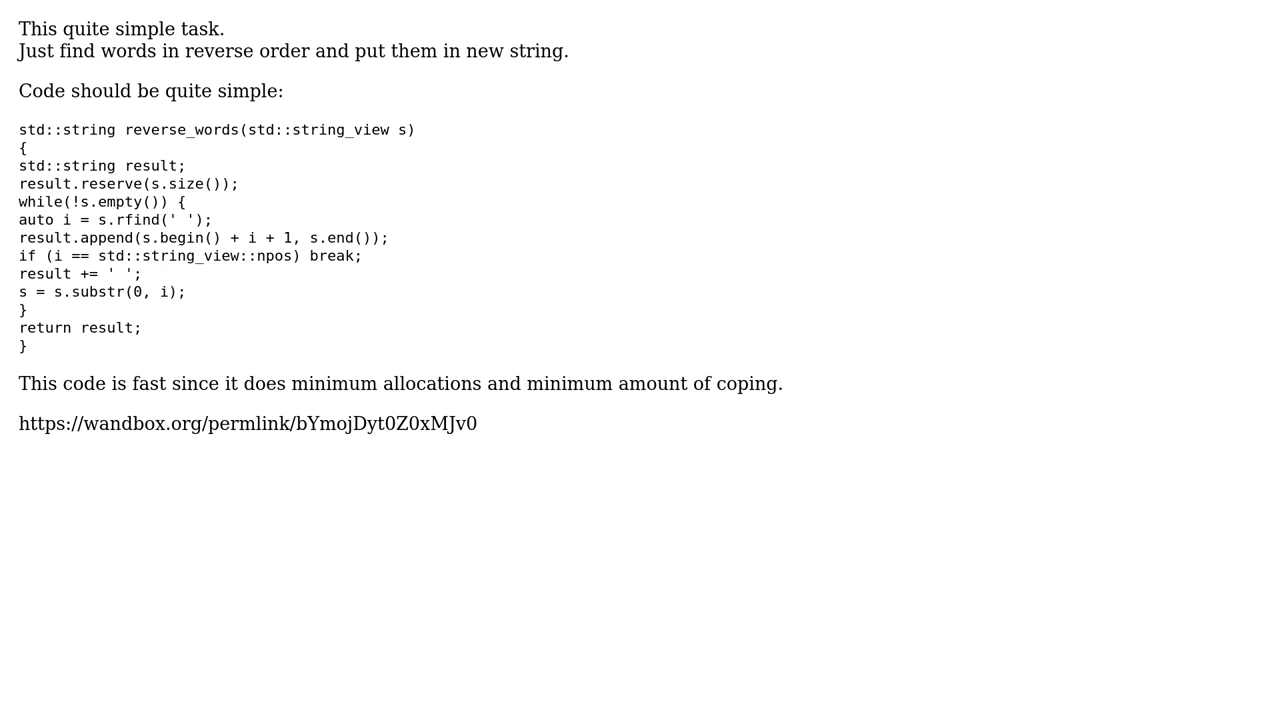 This quite simple task.
Just find words in reverse order and put them in new string.
Code should be quite simple:
std::string reverse_words(std::string_view s)
{
std::string result;
result.reserve(s.size());
while(!s.empty()) {
auto i = s.rfind(' ');
result.append(s.begin() + i + 1, s.end());
if (i == std::string_view::npos) break;
result += ' ';
s = s.substr(0, i);
}
return result;
}
This code is fast since it does minimum allocations and minimum amount of coping.
https://wandbox.org/permlink/bYmojDyt0Z0xMJv0